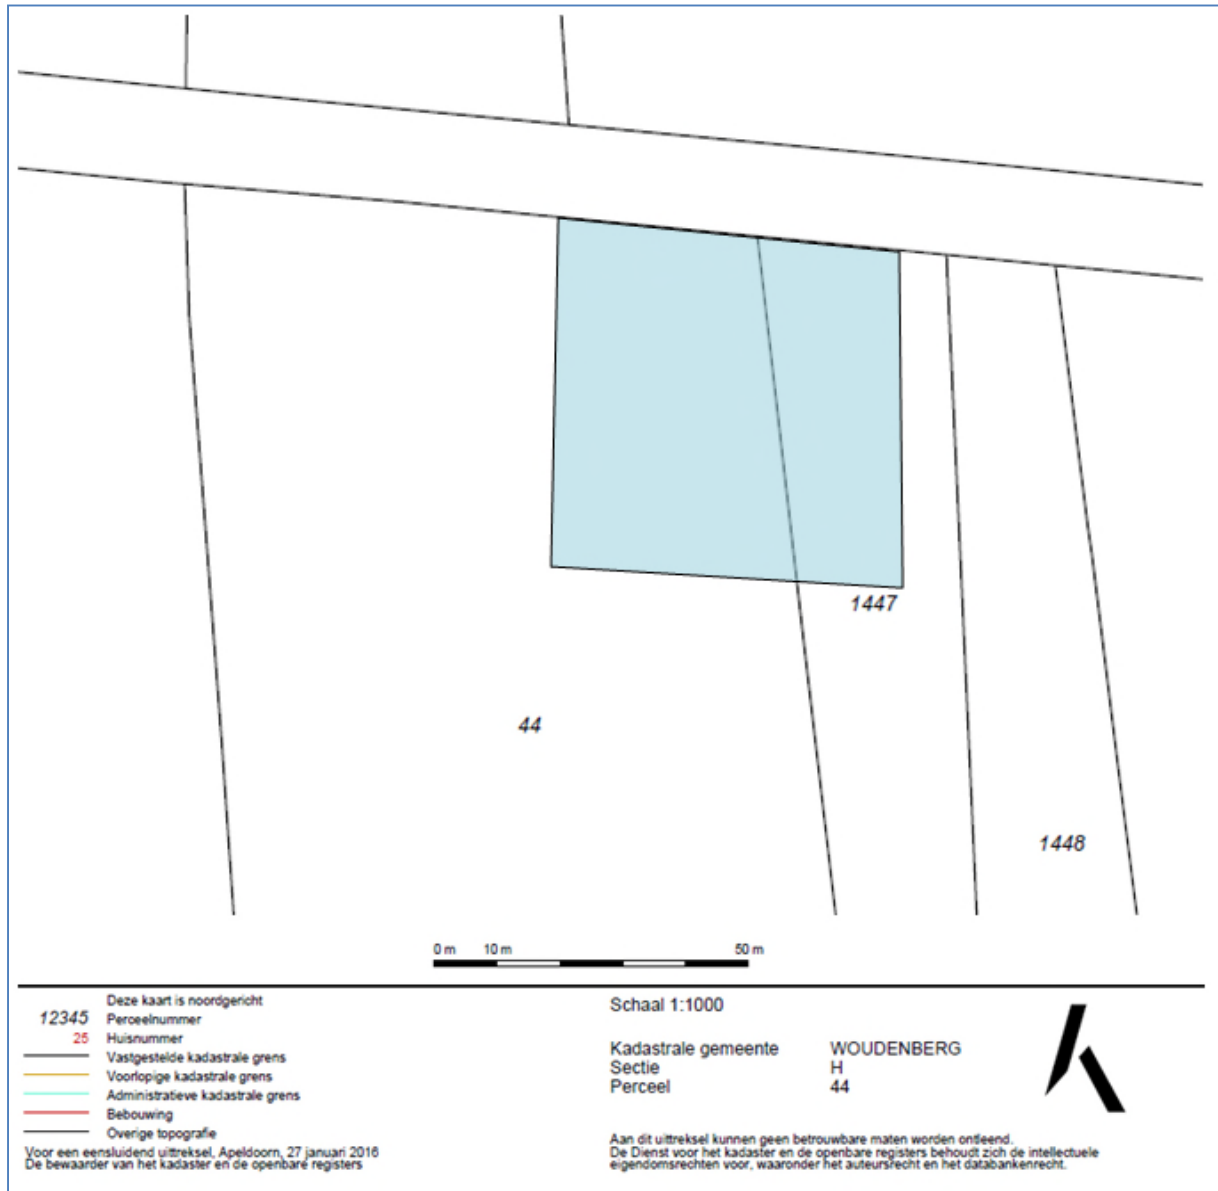 1447
44
1448
0 m 10 m 50 m
Deze kaart is noordgericht
12345 Perceelnummer
25 Huisnummer
Vastgestelde kadastrale grens
Voorlopige kadastrale grens
Administratieve kadastrale grens
Bebouwing
Overige topografie
Voor een eensluidend uittreksel, Apeldoorn, 27 januari 2016
De bewaarder van het kadaster en de openbare registers
Schaal 1:1000
Kadastrale gemeente WOUDENBERG
Sectie H
Perceel 44
Aan dit uittreksel kunnen geen betrouwbare maten worden ontleend.
De Dienst voor het kadaster en de openbare registers behoudt zich de intellectuele
eigendomsrechten voor, waaronder het auteursrecht en het databankenrecht.